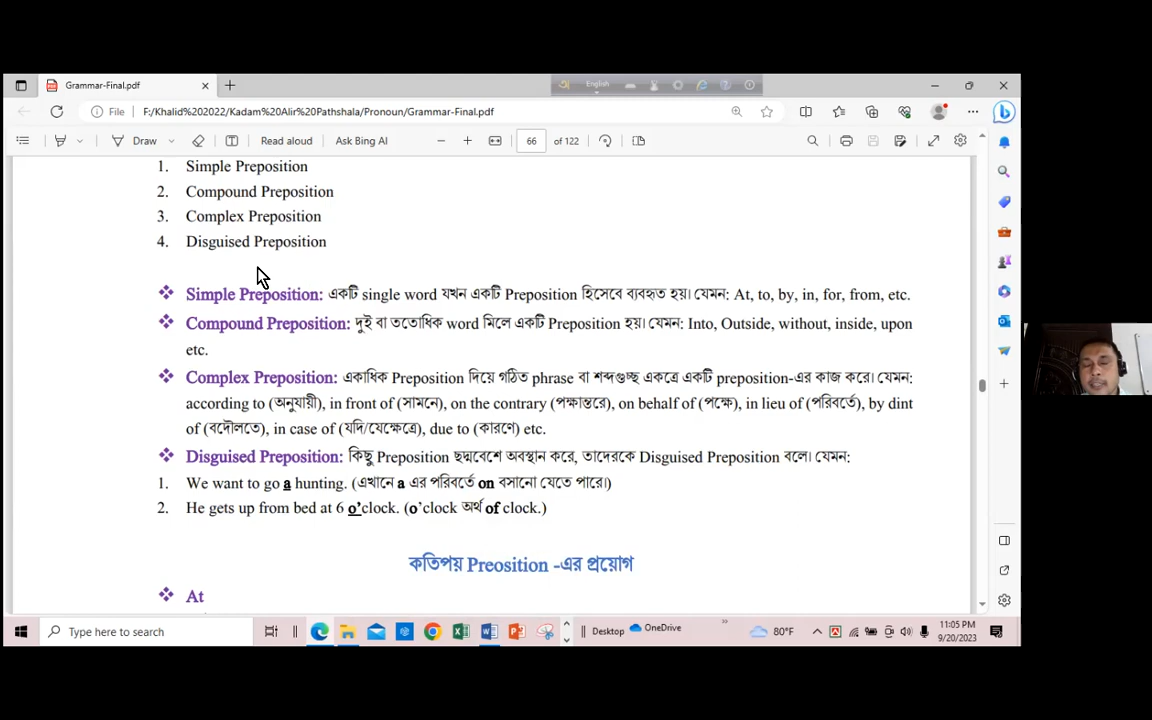 Grammar-Final.pdf
English
File F:/Khalid%202022/Kadam%20Alir%20Pathshala/Pronoun/Grammar-Final.pdf
Draw Read aloud Ask Bing AI 66 of 122
1. Simple Preposition
2. Compound Preposition
3. Complex Preposition
4. Disguised Preposition
❖ Simple Preposition: একটি single word যখন একটি Preposition হিসেবে ব্যবহৃত হয়। যেমন: At, to, by, in, for, from, etc.
❖ Compound Preposition: দুই বা ততোধিক word মিলে একটি Preposition হয়। যেমন: Into, Outside, without, inside, upon
etc.
❖ Complex Preposition: একাধিক Preposition দিয়ে গঠিত phrase বা শব্দগুচ্ছ একত্রে একটি preposition-এর কাজ করে। যেমন:
according to (অনুযায়ী), in front of (সামনে), on the contrary (পক্ষান্তরে), on behalf of (পক্ষে), in lieu of (পরিবর্তে), by dint
of (বদৌলতে), in case of (যদি/যেক্ষেত্রে), due to (কারণে) etc.
❖ Disguised Preposition: কিছু Preposition ছদ্মবেশে অবস্থান করে, তাদেরকে Disguised Preposition বলে। যেমন:
1. We want to go a hunting. (এখানে a এর পরিবর্তে on বসানো যেতে পারে।)
2. He gets up from bed at 6 o’clock. (o’clock অর্থ of clock.)
কতিপয় Preosition -এর প্রয়োগ
❖ At
Type here to search Desktop OneDrive 80°F 11:05 PM
9/20/2023